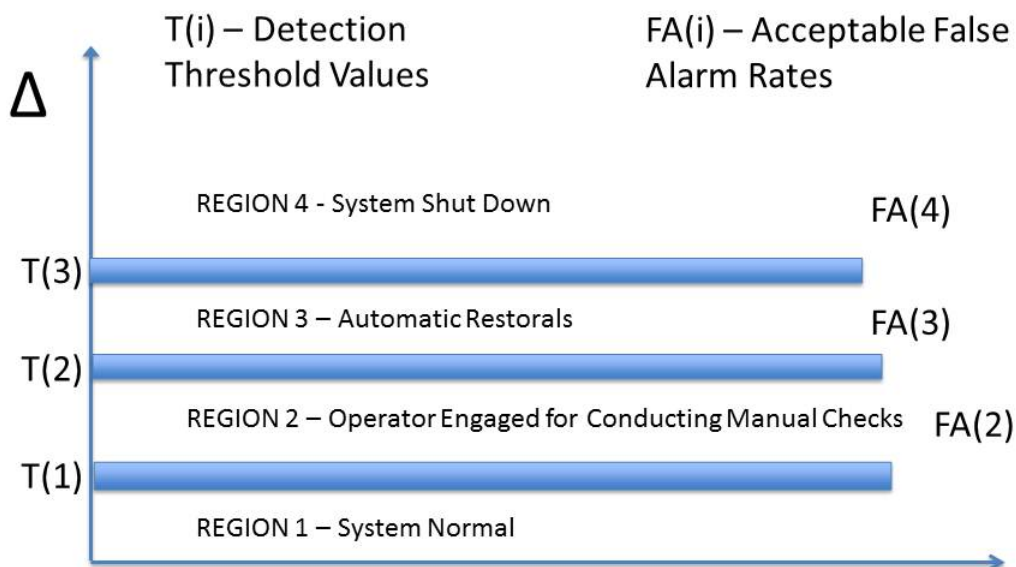 T(i) – Detection
Threshold Values
FA(i) – Acceptable False
Alarm Rates
Δ
REGION 4 - System Shut Down
FA(4)
T(3)
REGION 3 – Automatic Restorals
FA(3)
T(2)
REGION 2 – Operator Engaged for Conducting Manual Checks
FA(2)
T(1)
REGION 1 – System Normal